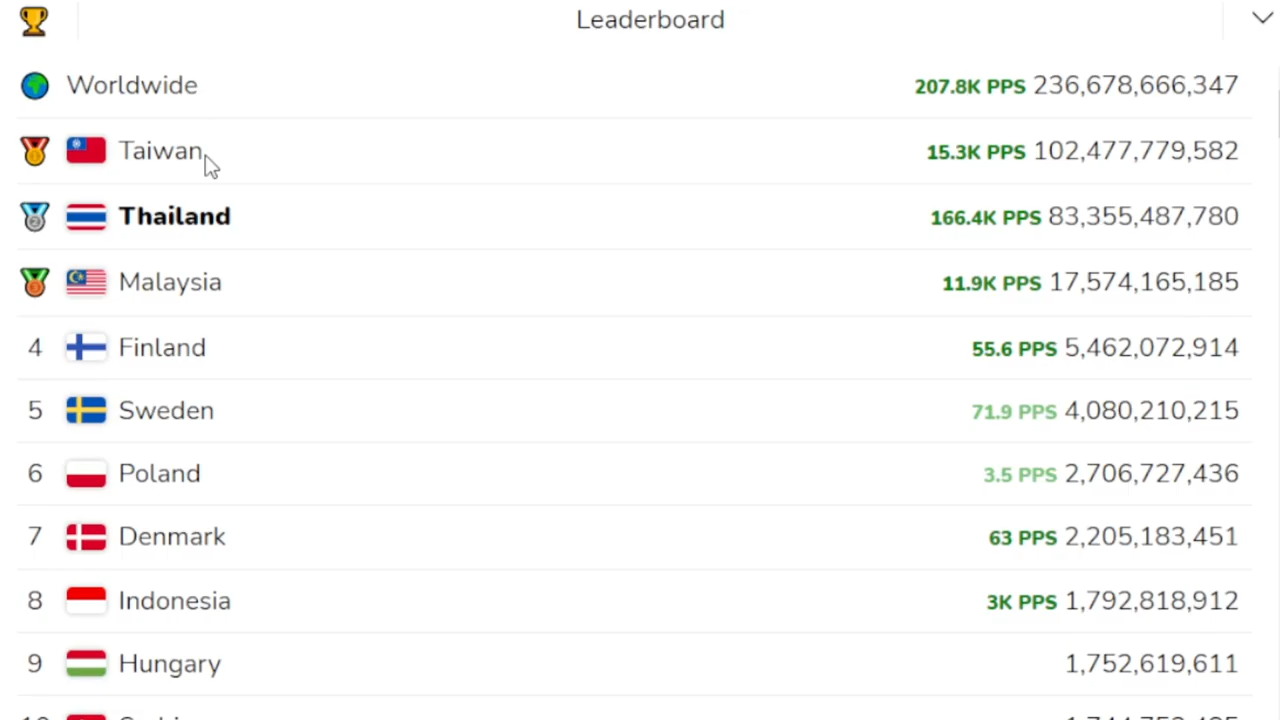 Leaderboard
Worldwide 207.8K PPS 236,678,666,347
Taiwan 15.3K PPS 102,477,779,582
Thailand 166.4K PPS 83,355,487,780
Malaysia 11.9K PPS 17,574,165,185
4 Finland 55.6 PPS 5,462,072,914
5 Sweden 71.9 PPS 4,080,210,215
6 Poland 3.5 PPS 2,706,727,436
7 Denmark 63 PPS 2,205,183,451
8 Indonesia 3K PPS 1,792,818,912
9 Hungary 1,752,619,611